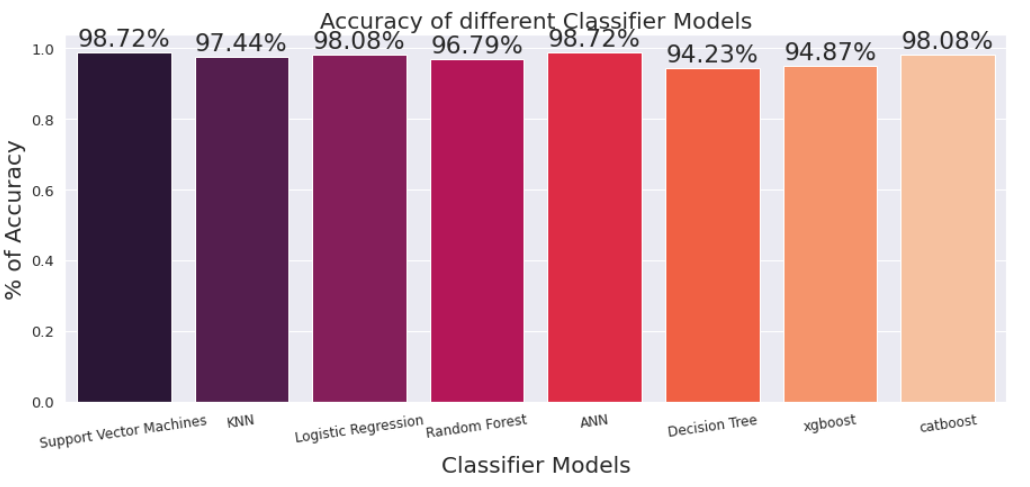 Accuracy of different Classifier Models
98.72%
97.44%
98.08%
96.79%
98.72%
94.23%
94.87%
98.08%
% of Accuracy
1.0
0.8
0.6
0.4
0.2
0.0
Support Vector Machines
KNN
Logistic Regression
Random Forest
ANN
Decision Tree
xgboost
catboost
Classifier Models